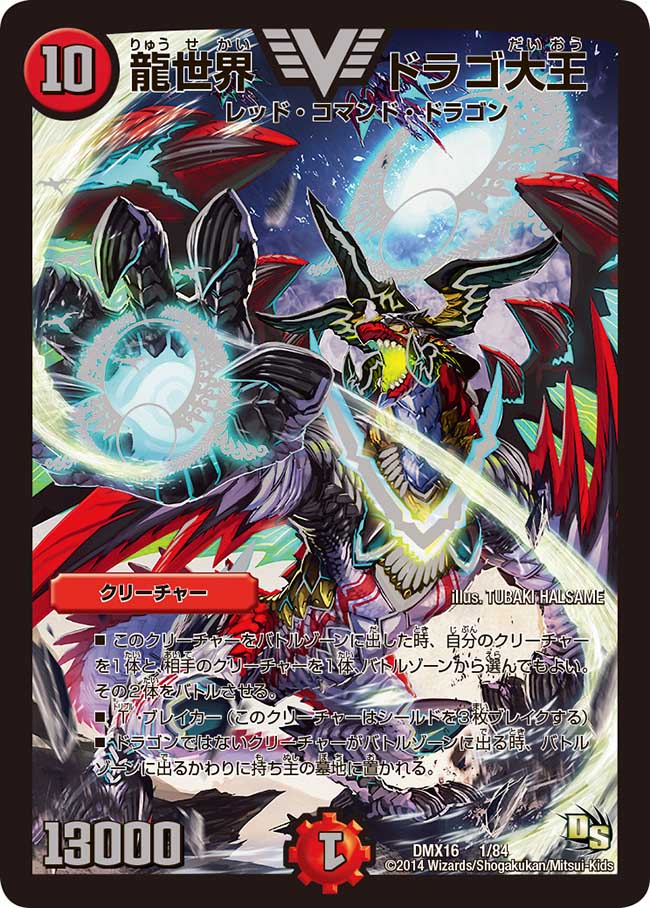 10
りゅう せ かい だいおう
龍世界 ドラゴ大王
レッド・コマンド・ドラゴン
クリーチャー
illus. TUBAKI HALSAME
■ このクリーチャーをバトルゾーンに出した時、自分のクリーチャー
を1体と、相手のクリーチャーを1体、バトルゾーンから選んでもよい。
その2体をバトルさせる。
■ T・ブレイカー(このクリーチャーはシールドを3枚ブレイクする)
■ ドラゴンではないクリーチャーがバトルゾーンに出る時、バトル
ゾーンに出るかわりに持ち主の墓地に置かれる。
13000
1
DS
DMX16 1/84
©2014 Wizards/Shogakukan/Mitsui-Kids